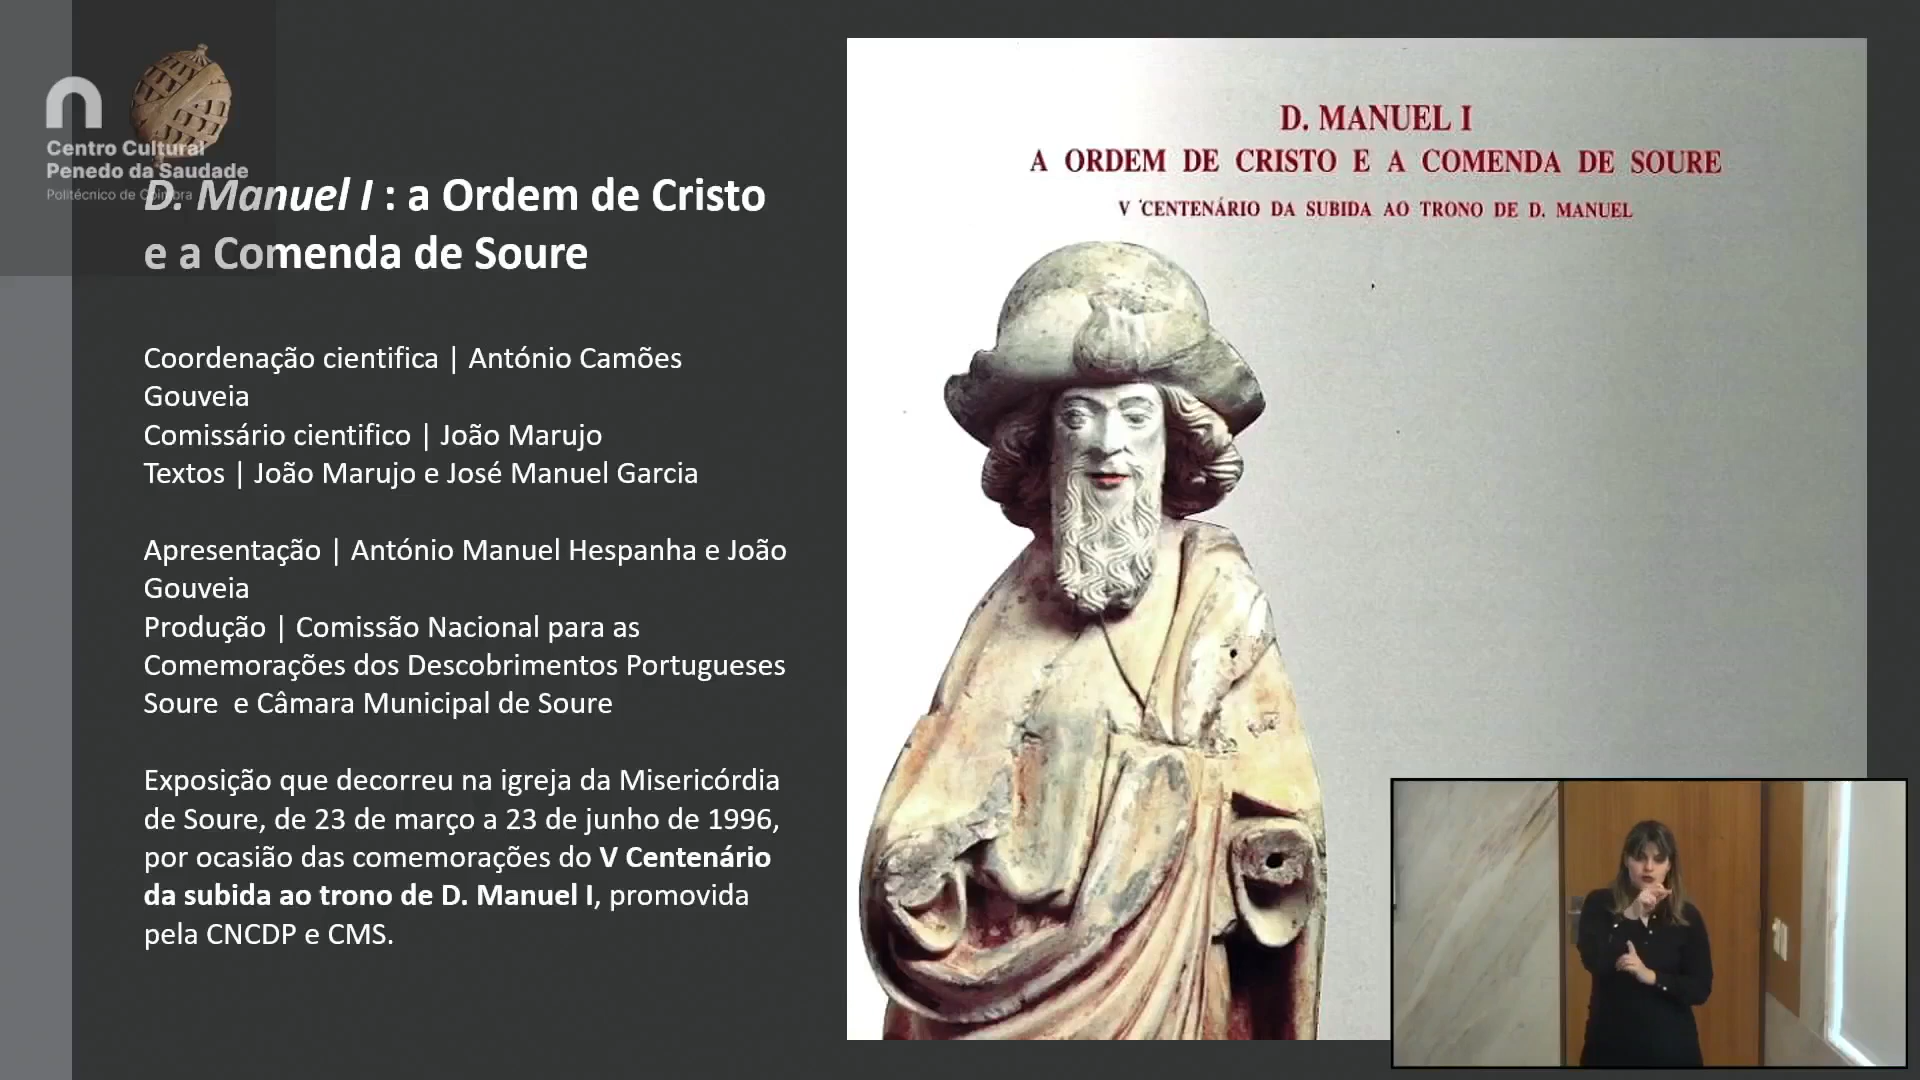 Centro Cultural
Penedo da Saudade
Politécnico de Coimbra
D. Manuel I : a Ordem de Cristo
e a Comenda de Soure
Coordenação cientifica | António Camões
Gouveia
Comissário cientifico | João Marujo
Textos | João Marujo e José Manuel Garcia
Apresentação | António Manuel Hespanha e João
Gouveia
Produção | Comissão Nacional para as
Comemorações dos Descobrimentos Portugueses
Soure e Câmara Municipal de Soure
Exposição que decorreu na igreja da Misericórdia
de Soure, de 23 de março a 23 de junho de 1996,
por ocasião das comemorações do V Centenário
da subida ao trono de D. Manuel I, promovida
pela CNCDP e CMS.
D. MANUEL I
A ORDEM DE CRISTO E A COMENDA DE SOURE
V CENTENÁRIO DA SUBIDA AO TRONO DE D. MANUEL